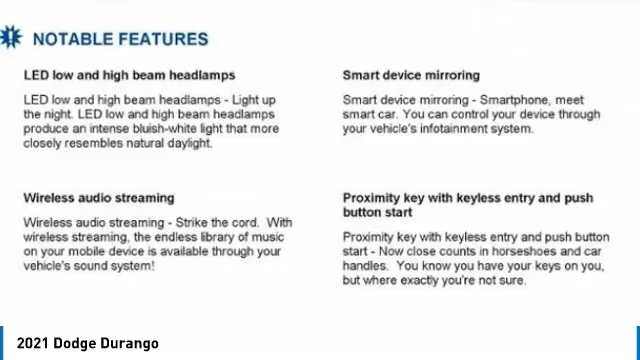 NOTABLE FEATURES
LED low and high beam headlamps
LED low and high beam headlamps - Light up
the night. LED low and high beam headlamps
produce an intense bluish-white light that more
closely resembles natural daylight.
Smart device mirroring
Smart device mirroring - Smartphone, meet
smart car. You can control your device through
your vehicle's infotainment system.
Wireless audio streaming
Wireless audio streaming - Strike the cord. With
wireless streaming, the endless library of music
on your mobile device is available through your
vehicle's sound system!
Proximity key with keyless entry and push
button start
Proximity key with keyless entry and push button
start - Now close counts in horseshoes and car
handles. You know you have your keys on you,
but where exactly you're not sure.
2021 Dodge Durango